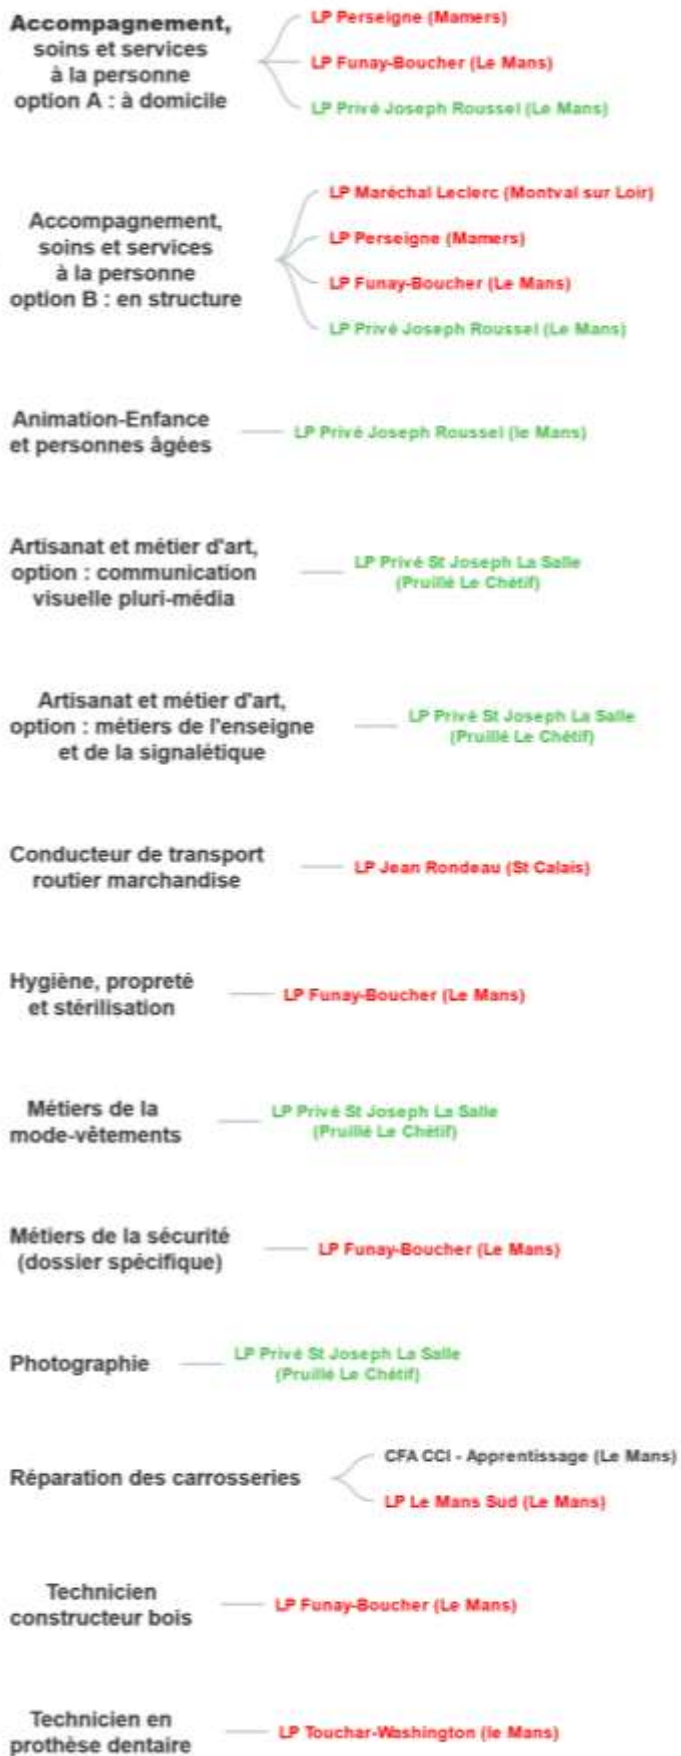 Accompagnement,
soins et services
à la personne
option A : à domicile
LP Perseigne (Mamers)
LP Funay-Boucher (Le Mans)
LP Privé Joseph Roussel (Le Mans)
Accompagnement,
soins et services
à la personne
option B : en structure
LP Maréchal Leclerc (Montval sur Loir)
LP Perseigne (Mamers)
LP Funay-Boucher (Le Mans)
LP Privé Joseph Roussel (Le Mans)
Animation-Enfance
et personnes âgées
LP Privé Joseph Roussel (le Mans)
Artisanat et métier d'art,
option : communication
visuelle pluri-média
LP Privé St Joseph La Salle
(Pruillé Le Chétif)
Artisanat et métier d'art,
option : métiers de l'enseigne
et de la signalétique
LP Privé St Joseph La Salle
(Pruillé Le Chétif)
Conducteur de transport
routier marchandise
LP Jean Rondeau (St Calais)
Hygiène, propreté
et stérilisation
LP Funay-Boucher (Le Mans)
Métiers de la
mode-vêtements
LP Privé St Joseph La Salle
(Pruillé Le Chétif)
Métiers de la sécurité
(dossier spécifique)
LP Funay-Boucher (Le Mans)
Photographie
LP Privé St Joseph La Salle
(Pruillé Le Chétif)
Réparation des carrosseries
CFA CCI - Apprentissage (Le Mans)
LP Le Mans Sud (Le Mans)
Technicien
constructeur bois
LP Funay-Boucher (Le Mans)
Technicien en
prothèse dentaire
LP Touchar-Washington (le Mans)